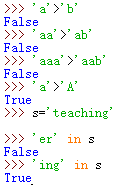 >>> 'a'>'b'
False
>>> 'aa'>'ab'
False
>>> 'aaa'>'aab'
False
>>> 'a'>'A'
True
>>> s='teaching'
>>> 'er' in s
False
>>> 'ing' in s
True